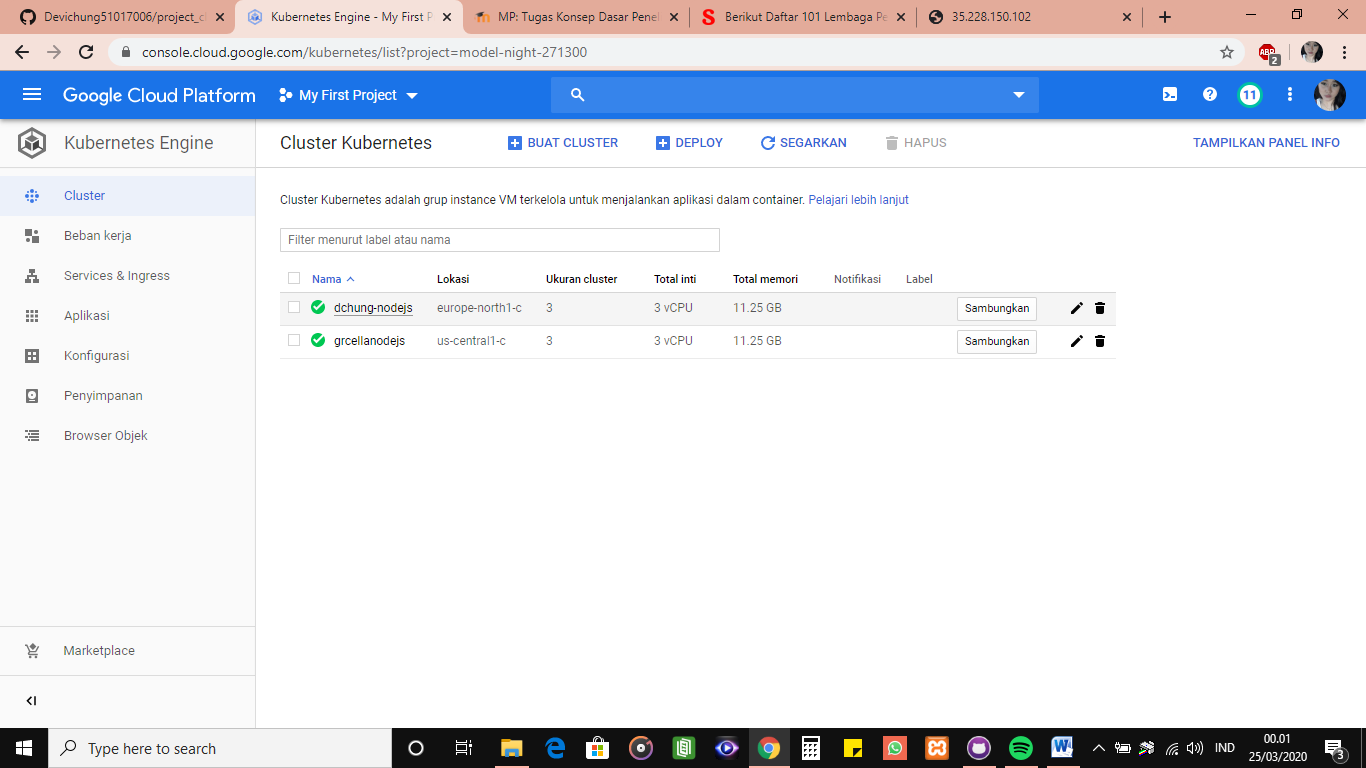 Devichung51017006/project_c
Kubernetes Engine - My First P
MP: Tugas Konsep Dasar Penel
Berikut Daftar 101 Lembaga Pe
35.228.150.102
console.cloud.google.com/kubernetes/list?project=model-night-271300
ABP
2
Google Cloud Platform
My First Project
11
Kubernetes Engine
Cluster Kubernetes
BUAT CLUSTER
DEPLOY
SEGARKAN
HAPUS
TAMPILKAN PANEL INFO
Cluster
Beban kerja
Services & Ingress
Aplikasi
Konfigurasi
Penyimpanan
Browser Objek
Marketplace
Cluster Kubernetes adalah grup instance VM terkelola untuk menjalankan aplikasi dalam container. Pelajari lebih lanjut
Filter menurut label atau nama
Nama Lokasi Ukuran cluster Total inti Total memori Notifikasi Label
dchung-nodejs europe-north1-c 3 3 vCPU 11.25 GB Sambungkan
grcellanodejs us-central1-c 3 3 vCPU 11.25 GB Sambungkan
Type here to search
IND
00.01
25/03/2020
3